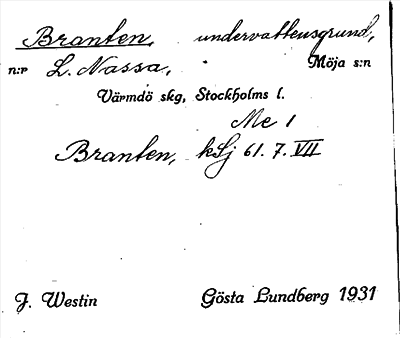 Branten, undervattensgrund,
n:r L. Nassa, Möja s:n
Värmdö skg, Stockholms l.
Me 1
Branten, kSj 61. 7. VII
J. Westin Gösta Lundberg 1931